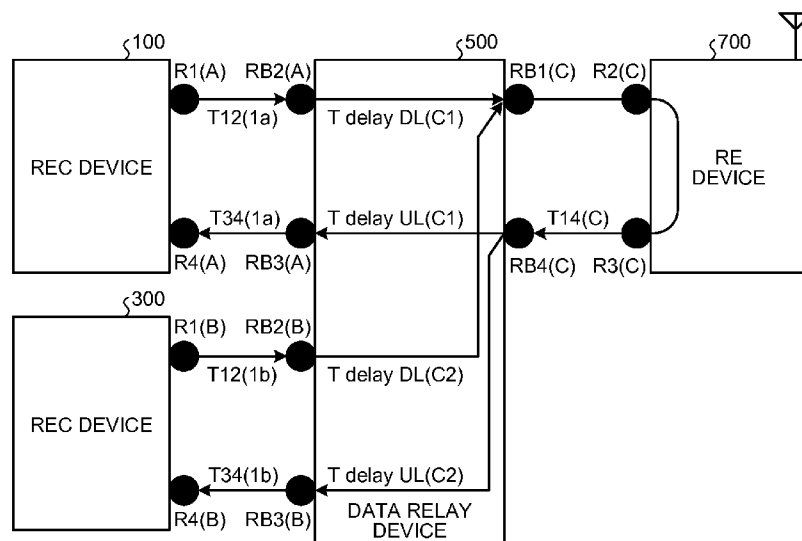 100
500
700
R1(A)
RB2(A)
RB1(C)
R2(C)
T12(1a)
T delay DL(C1)
REC DEVICE
RE
DEVICE
T34(1a)
T delay UL(C1)
T14(C)
R4(A)
RB3(A)
RB4(C)
R3(C)
300
R1(B)
RB2(B)
T12(1b)
T delay DL(C2)
REC DEVICE
T34(1b)
T delay UL(C2)
R4(B)
RB3(B)
DATA RELAY
DEVICE